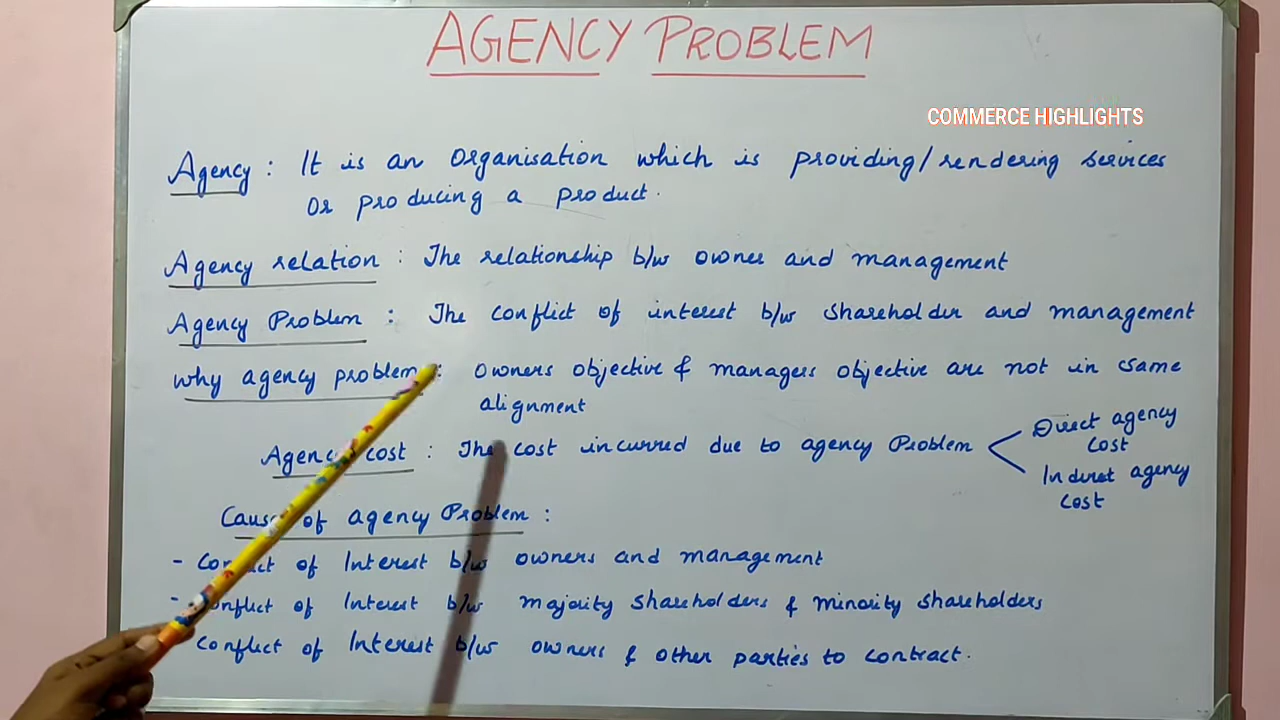 AGENCY PROBLEM
COMMERCE HIGHLIGHTS
Agency : It is an Organisation which is providing/rendering services
Or producing a product.
Agency relation : The relationship b/w owner and management
Agency Problem : The conflict of interest b/w shareholder and management
why agency problem : Owners objective & managers objective are not in same
alignment
Agency cost : The cost incurred due to agency Problem
Direct agency
Cost
Indirect agency
Cost
Cause of agency Problem :
- Conflict of Interest b/w owners and management
- Conflict of Interest b/w majority shareholders & minority shareholders
Conflict of Interest b/w owners & other parties to contract.